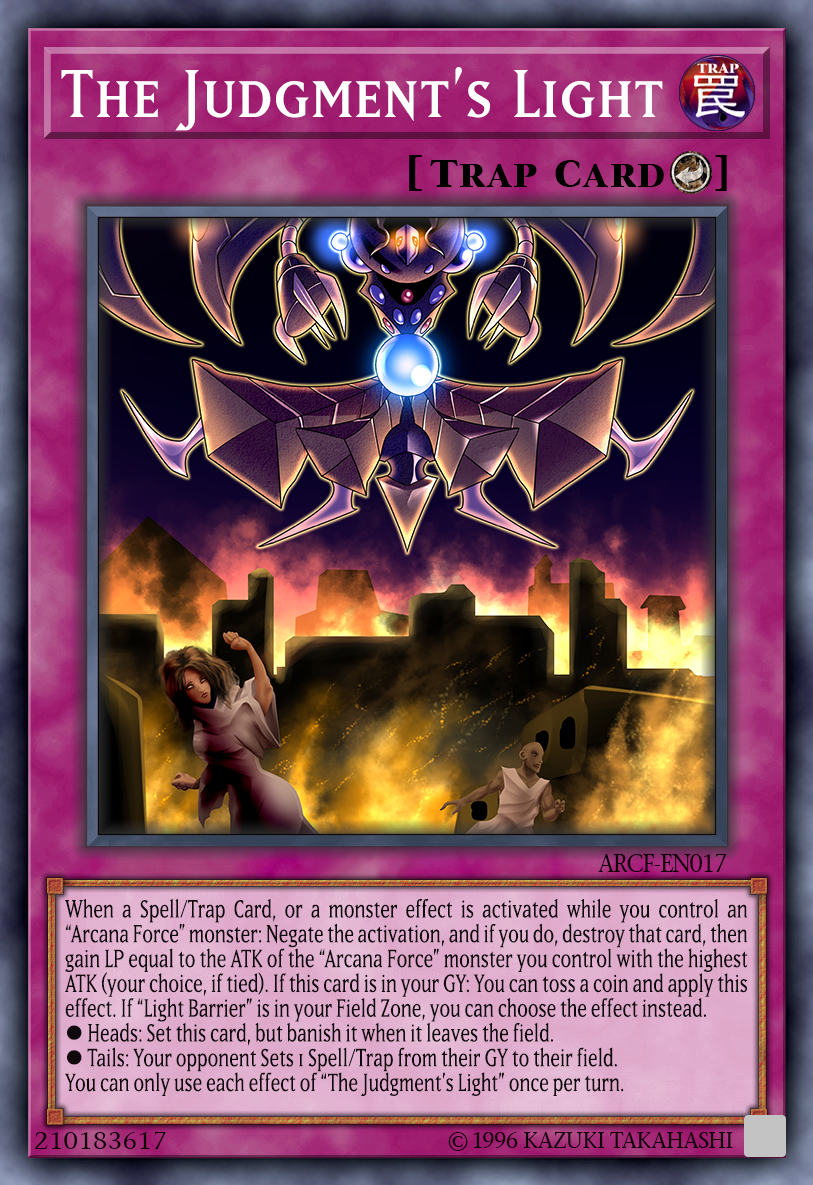 The Judgment's Light
TRAP
罠
[Trap Card]
ARCF-EN017
When a Spell/Trap Card, or a monster effect is activated while you control an
“Arcana Force” monster: Negate the activation, and if you do, destroy that card, then
gain LP equal to the ATK of the “Arcana Force” monster you control with the highest
ATK (your choice, if tied). If this card is in your GY: You can toss a coin and apply this
effect. If “Light Barrier” is in your Field Zone, you can choose the effect instead.
● Heads: Set this card, but banish it when it leaves the field.
● Tails: Your opponent Sets 1 Spell/Trap from their GY to their field.
You can only use each effect of “The Judgment’s Light” once per turn.
210183617
© 1996 KAZUKI TAKAHASHI